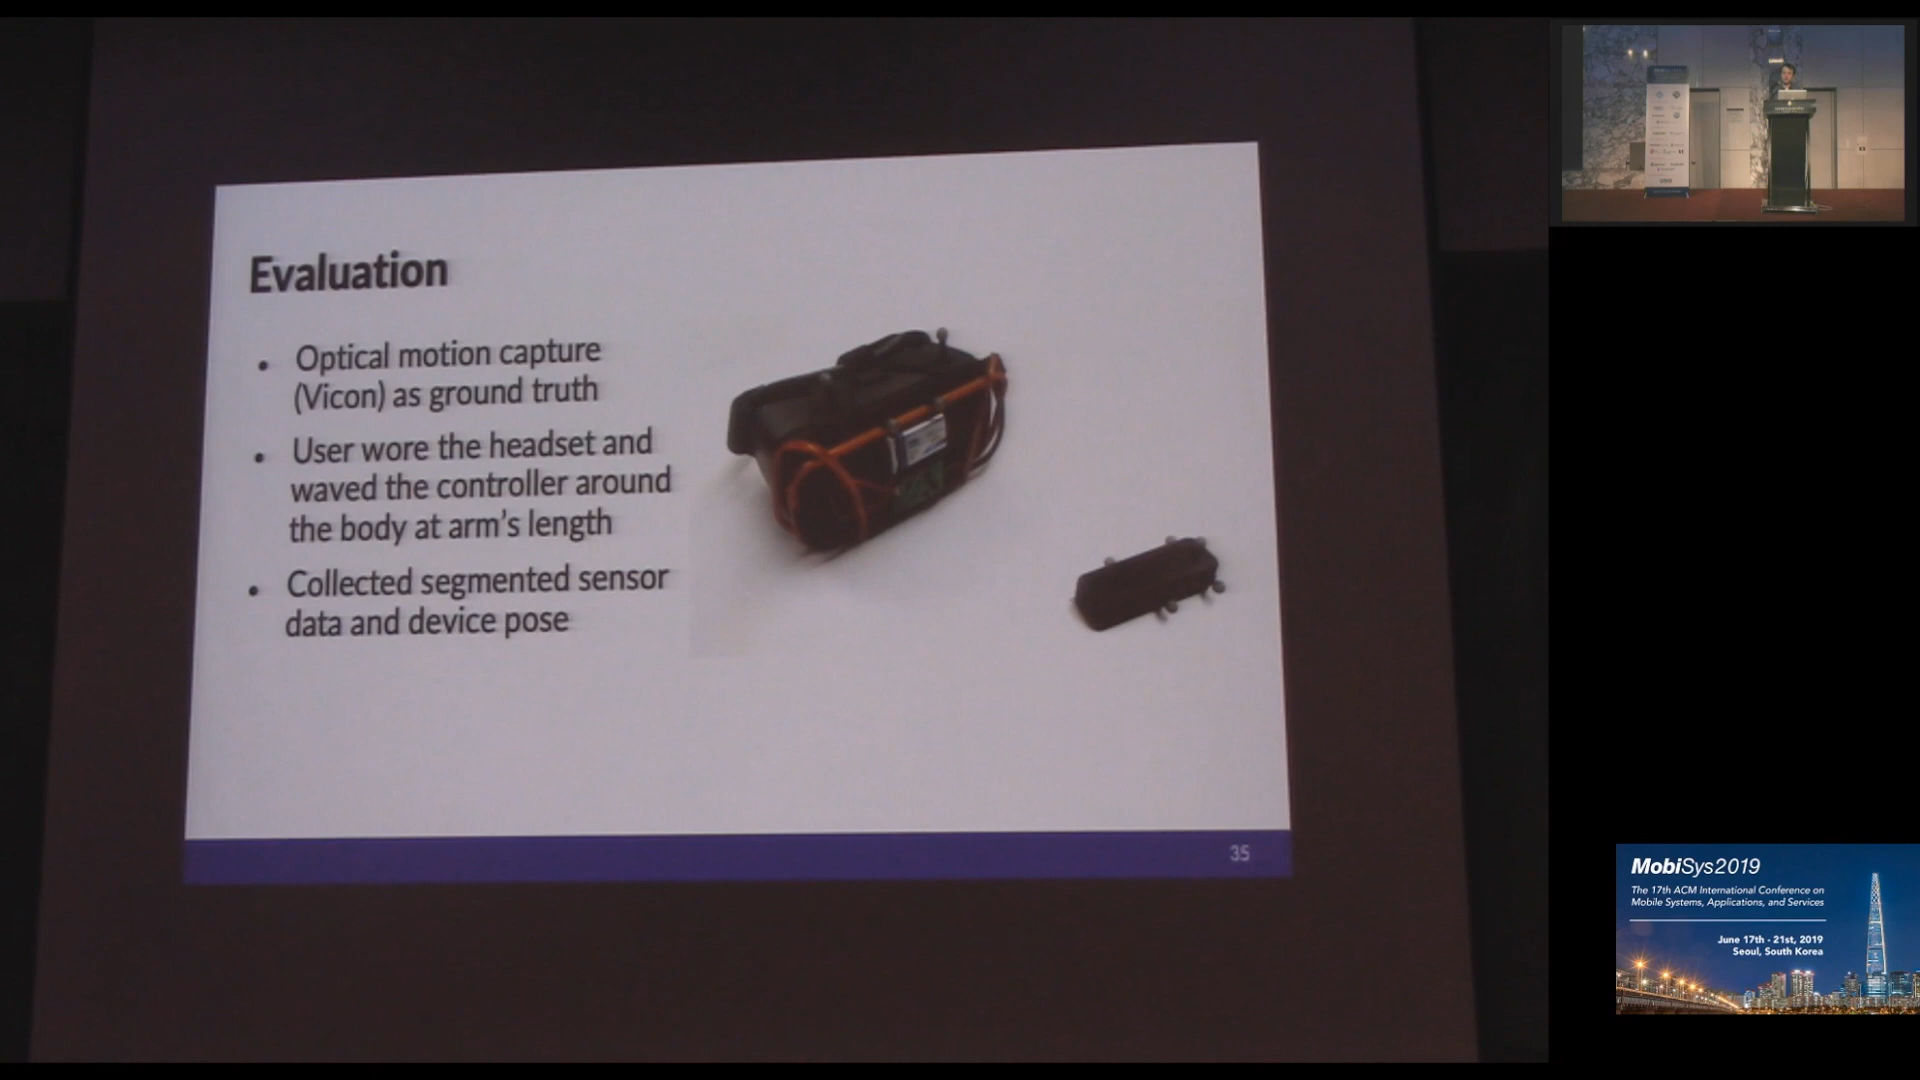 Evaluation
• Optical motion capture
(Vicon) as ground truth
• User wore the headset and
waved the controller around
the body at arm's length
• Collected segmented sensor
data and device pose
35
MobiSys2019
The 17th ACM International Conference on
Mobile Systems, Applications, and Services
June 17th - 21st, 2019
Seoul, South Korea